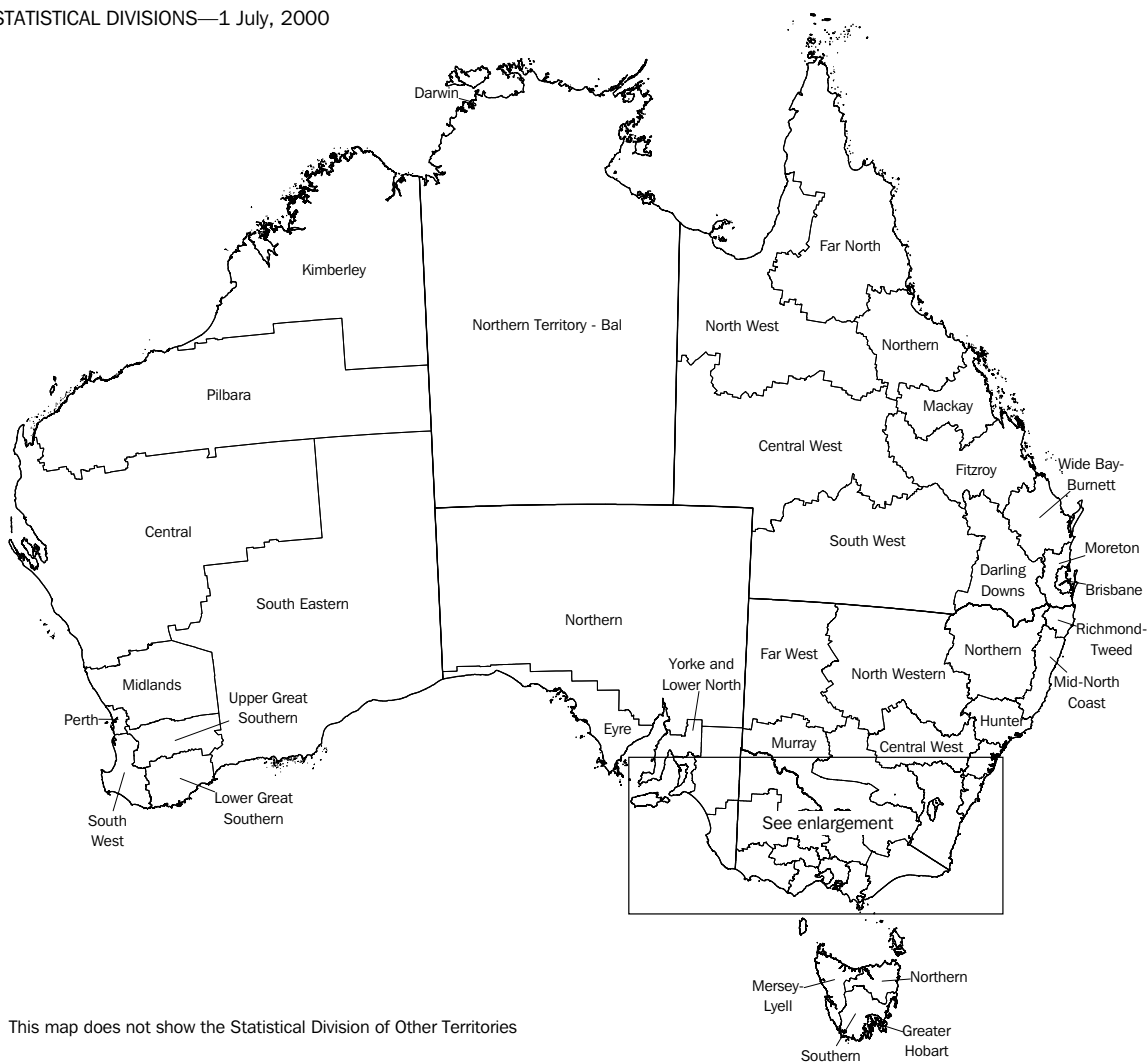 STATISTICAL DIVISIONS—1 July, 2000
Darwin
Far North
Kimberley
Northern Territory - Bal
North West
Northern
Pilbara
Mackay
Central West
Fitzroy
Wide Bay-
Burnett
Central
South West
Moreton
Darling
Downs
Brisbane
South Eastern
Northern
Richmond-
Tweed
Far West
Northern
Yorke and
Lower North
North Western
Mid-North
Coast
Midlands
Upper Great
Southern
Perth
Eyre
Hunter
Murray
Central West
Lower Great
Southern
South
West
See enlargement
Mersey-
Lyell
Northern
Greater
Hobart
Southern
This map does not show the Statistical Division of Other Territories